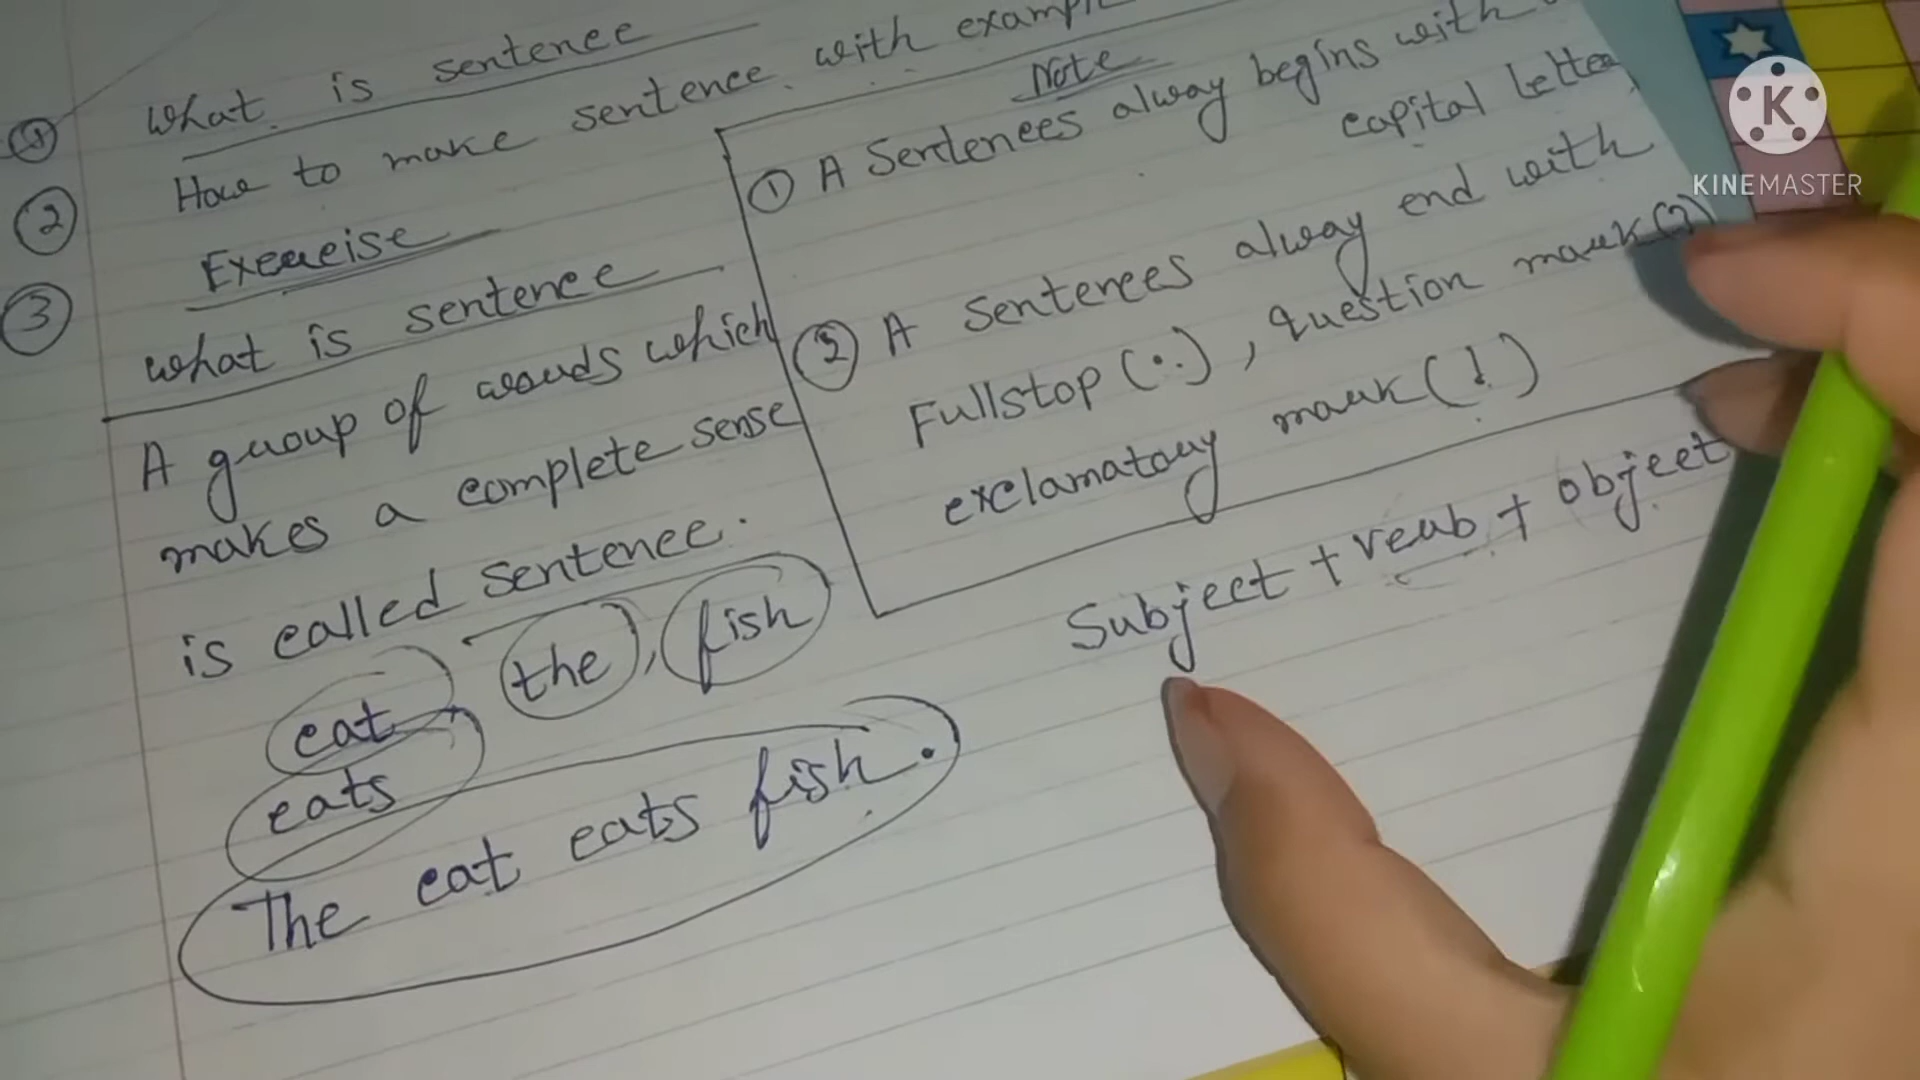 ① What is sentence
② How to make sentence with example
③ Exercise
What is sentence
A group of words which
makes a complete sense
is called sentence.
cat the, fish
eats
The cat eats fish.
Note
① A Sentences alway begins with
capital letter
② A Sentences alway end with
Fullstop (.), question mark (?)
exclamatory mark (!)
Subject + verb + object
K
KINEMASTER